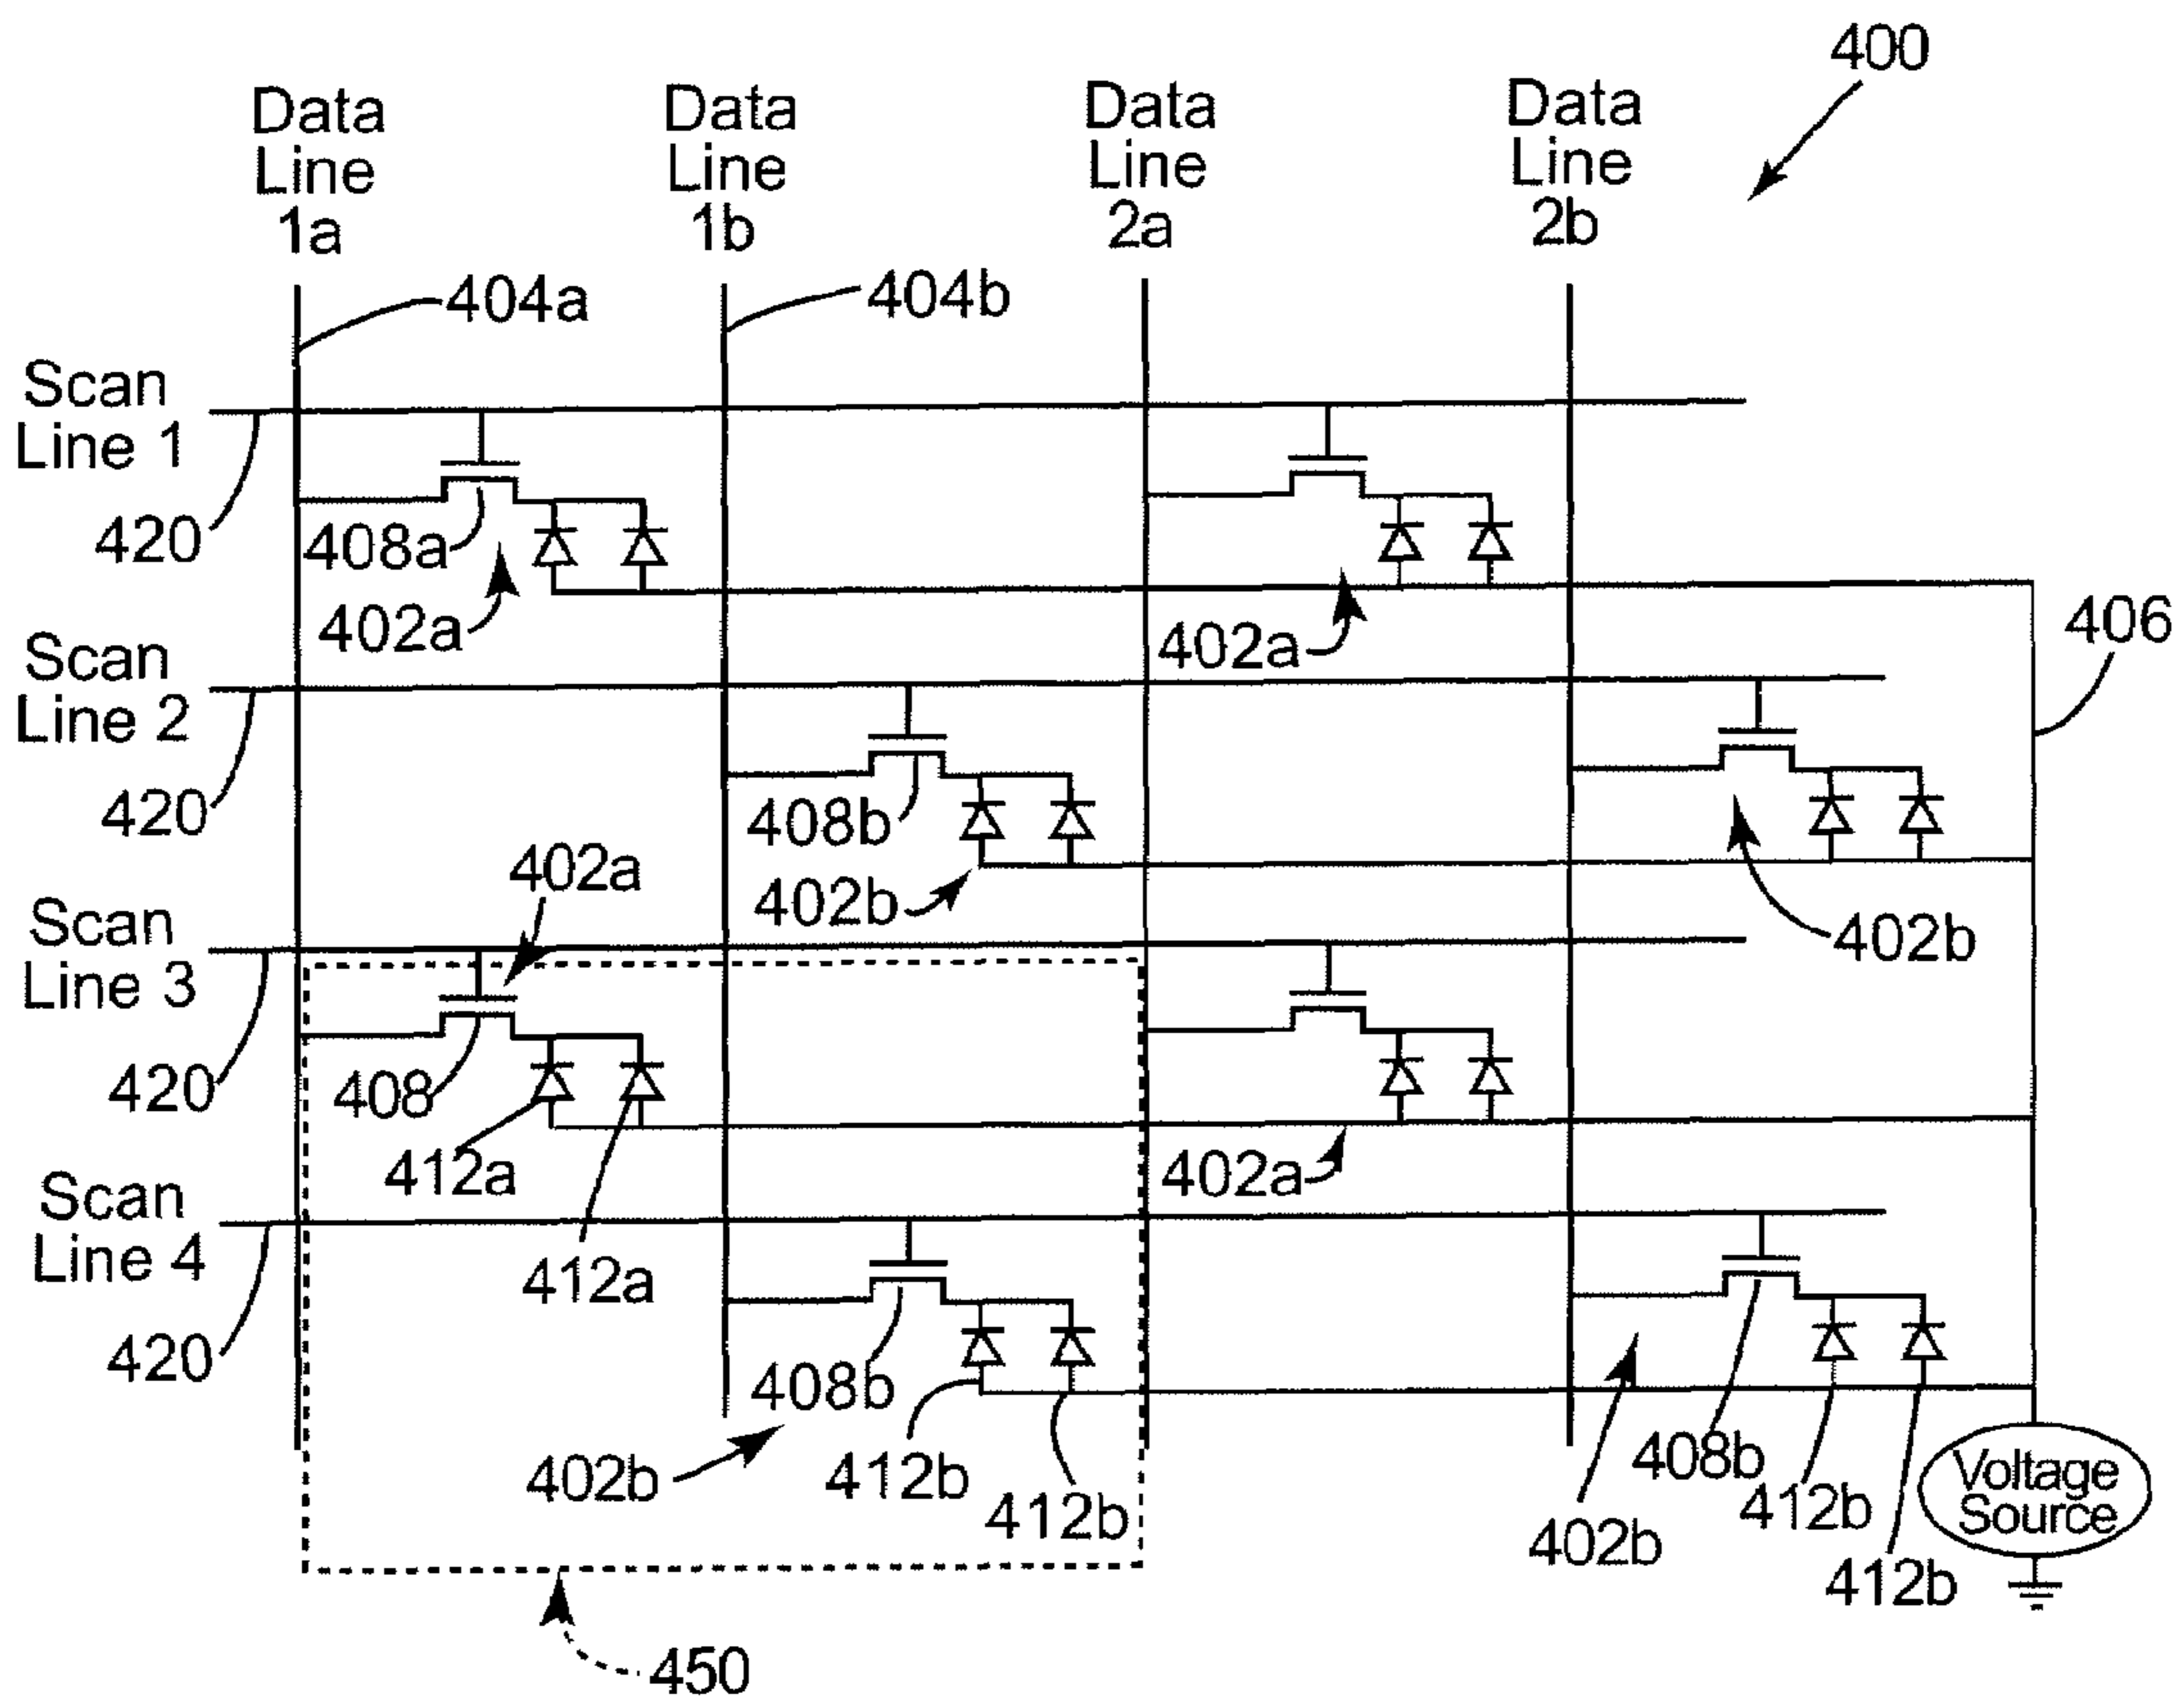 400
Data
Line
1a
Data
Line
1b
Data
Line
2a
Data
Line
2b
404a
404b
Scan
Line 1
420
408a
402a
402a
406
Scan
Line 2
420
408b
402b
402b
402a
Scan
Line 3
420
408
412a
412a
402a
Scan
Line 4
420
408b
402b
412b
412b
408b
402b
412b
412b
Voltage
Source
450